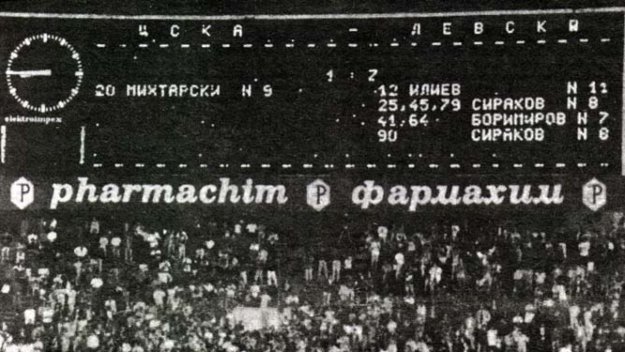 ЦСКА - ЛЕВСКИ
1 : 7
20 МИХТАРСКИ N 9 12 ИЛИЕВ N 11
25,45,79 СИРАКОВ N 8
41,64 БОРИМИРОВ N 7
90 СИРАКОВ N 8
elektroimpex
P pharmachim P фармахим P